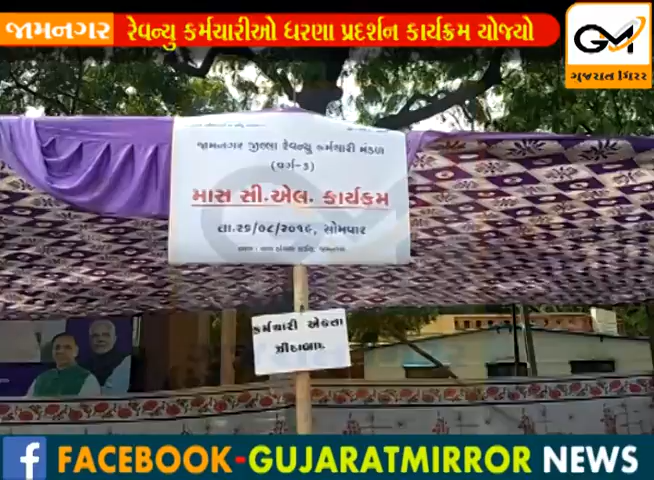 જામનગર
રેવન્યુ કર્મચારીઓ ધરણા પ્રદર્શન કાર્યક્રમ યોજ્યો
GM
ગુજરાત મિરર
જામનગર જીલ્લા રેવન્યુ કર્મચારી મંડળ
(વર્ગ-૩)
માસ સી.એલ. કાર્યક્રમ
તા.૨૬/૦૮/૨૦૧૯, સોમવાર
કર્મચારી એકતા
ઝીંદાબાદ
f FACEBOOK-GUJARATMIRROR NEWS